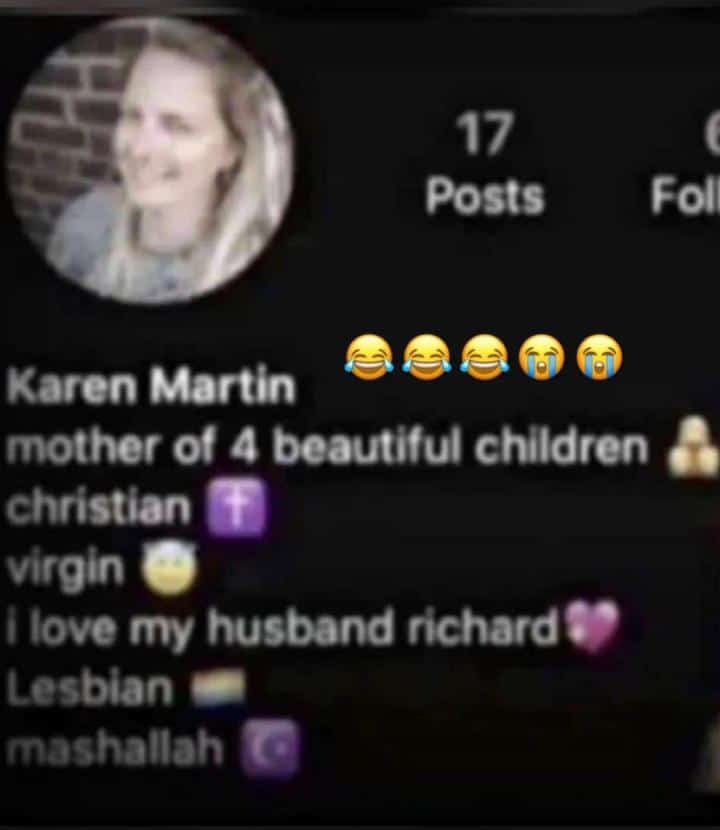 17
Posts
😂😂😂😭😭
Karen Martin
mother of 4 beautiful children
christian ✝️
virgin 😇
i love my husband richard💖
Lesbian 🏳️‍🌈
mashallah ☪️